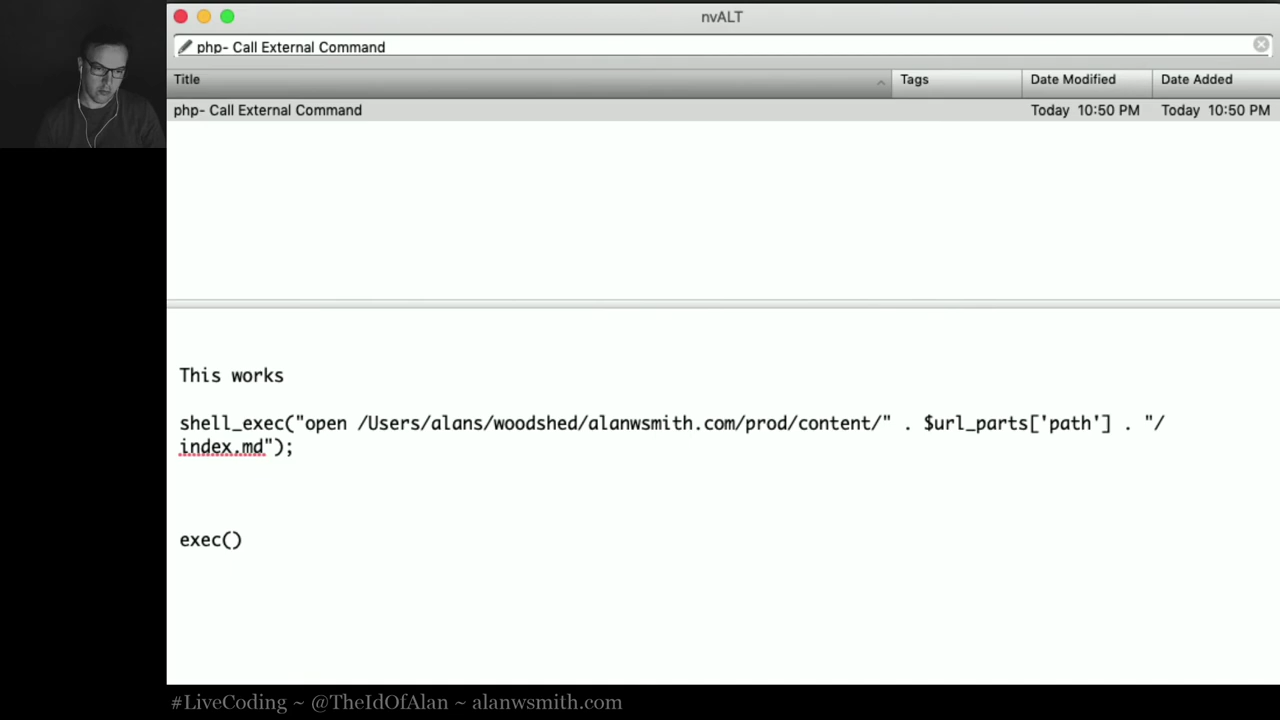 nvALT
php- Call External Command
Title Tags Date Modified Date Added
php- Call External Command Today 10:50 PM Today 10:50 PM
This works
shell_exec("open /Users/alans/woodshed/alanwsmith.com/prod/content/" . $url_parts['path'] . "/
index.md");
exec()
#LiveCoding ~ @TheIdOfAlan ~ alanwsmith.com